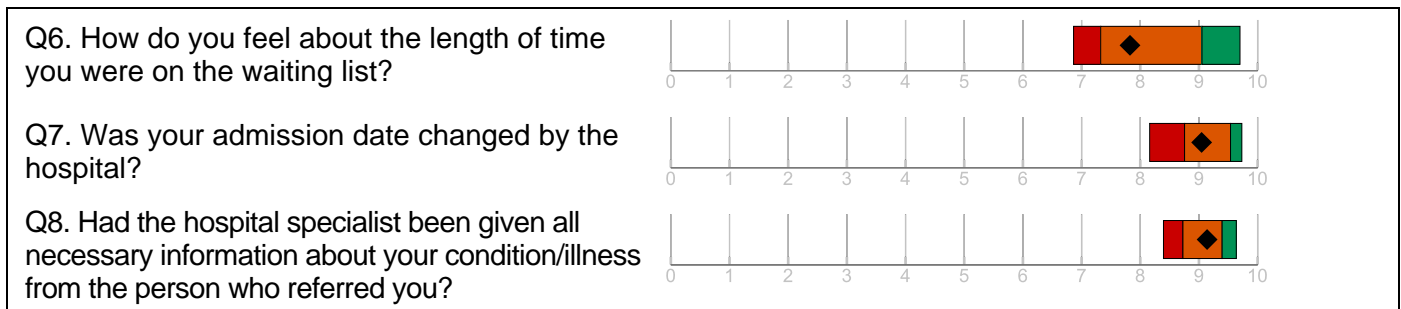 Q6. How do you feel about the length of time
you were on the waiting list?
0 1 2 3 4 5 6 7 8 9 10
Q7. Was your admission date changed by the
hospital?
0 1 2 3 4 5 6 7 8 9 10
Q8. Had the hospital specialist been given all
necessary information about your condition/illness
from the person who referred you?
0 1 2 3 4 5 6 7 8 9 10